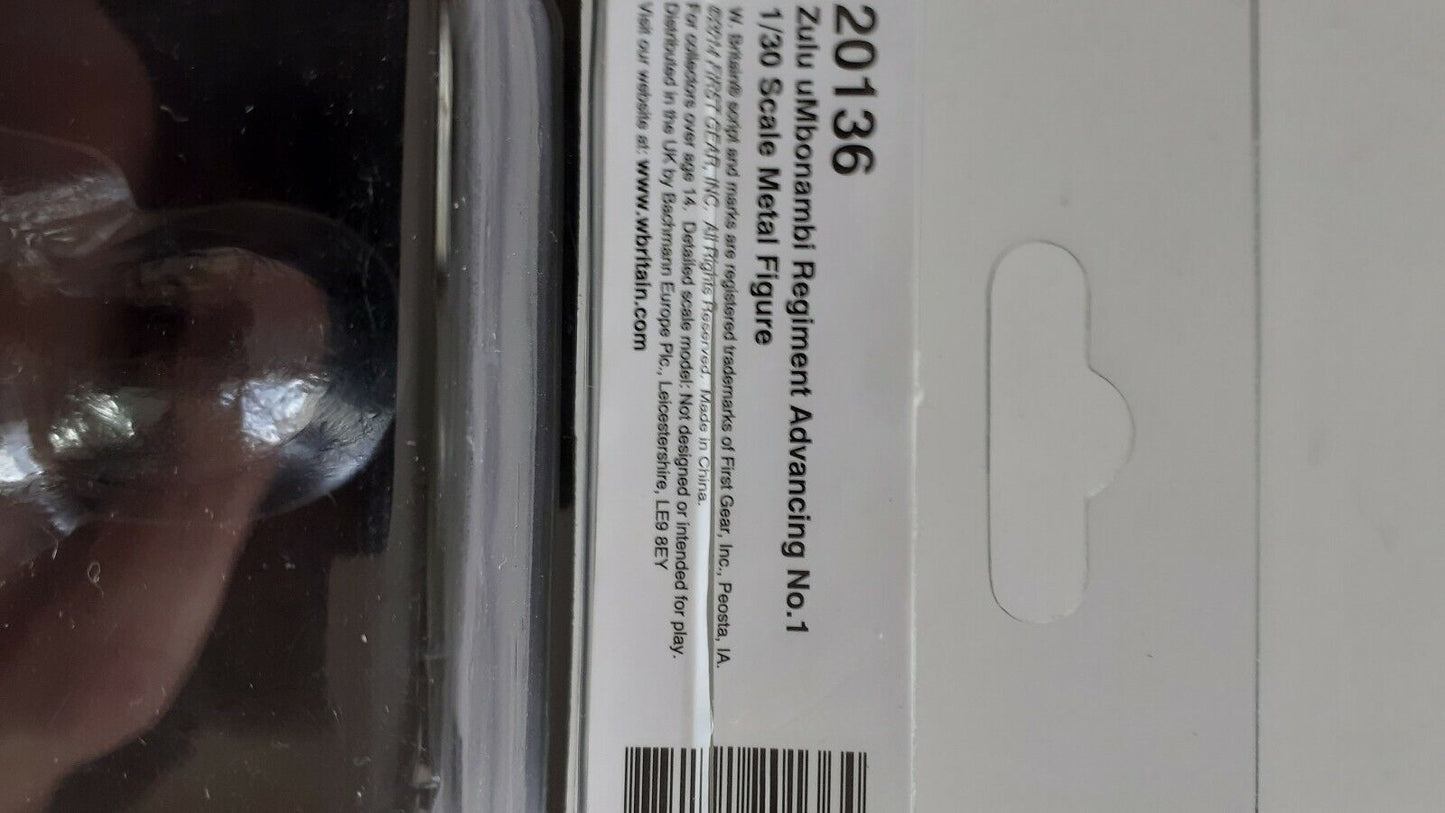 20136
Zulu uMbonambi Regiment Advancing No.1
1/30 Scale Metal Figure
W. Britain® script and marks are registered trademarks of First Gear, Inc., Peosta, IA.
©2014 FIRST GEAR, INC. All Rights Reserved. Made in China.
For collectors over age 14. Detailed scale model; Not designed or intended for play.
Distributed in the UK by Bachmann Europe Plc., Leicestershire, LE9 8EY
Visit our website at: www.wbritain.com